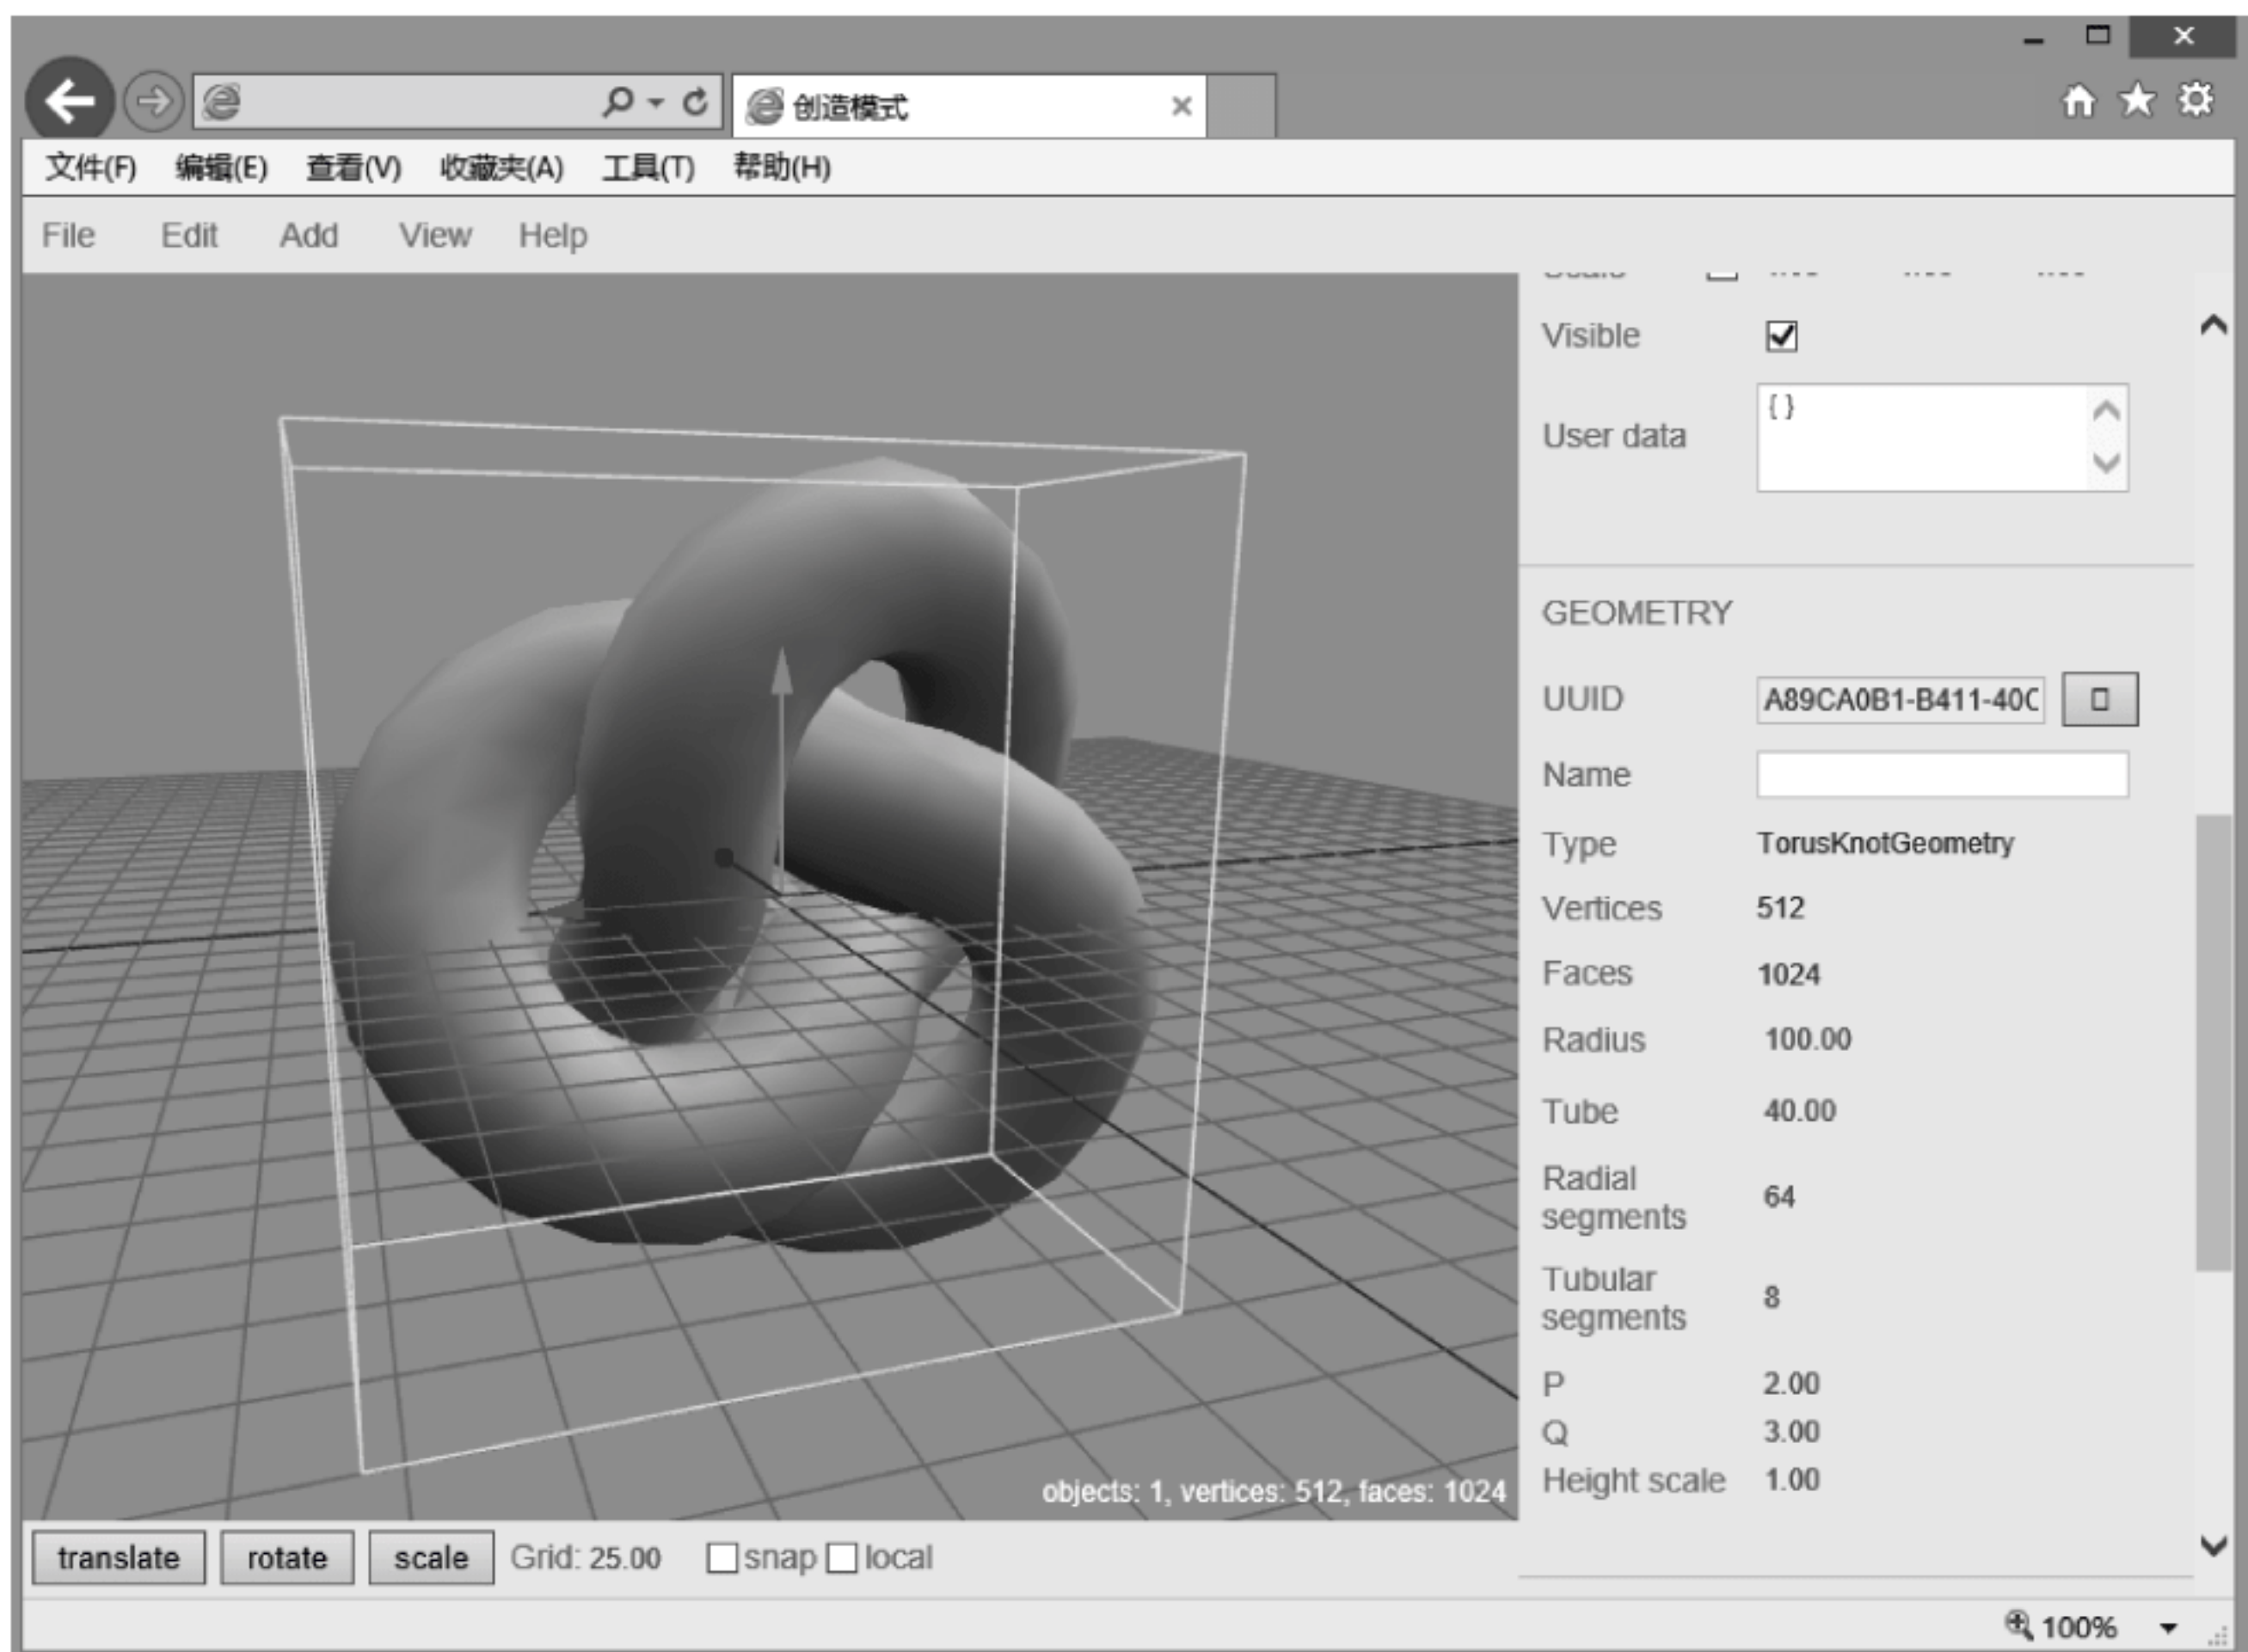 创造模式
文件(F) 编辑(E) 查看(V) 收藏夹(A) 工具(T) 帮助(H)
File Edit Add View Help
Visible
User data {}
GEOMETRY
UUID A89CA0B1-B411-40C
Name
Type TorusKnotGeometry
Vertices 512
Faces 1024
Radius 100.00
Tube 40.00
Radial
segments 64
Tubular
segments 8
P 2.00
Q 3.00
Height scale 1.00
objects: 1, vertices: 512, faces: 1024
translate rotate scale Grid: 25.00 snap local
100%